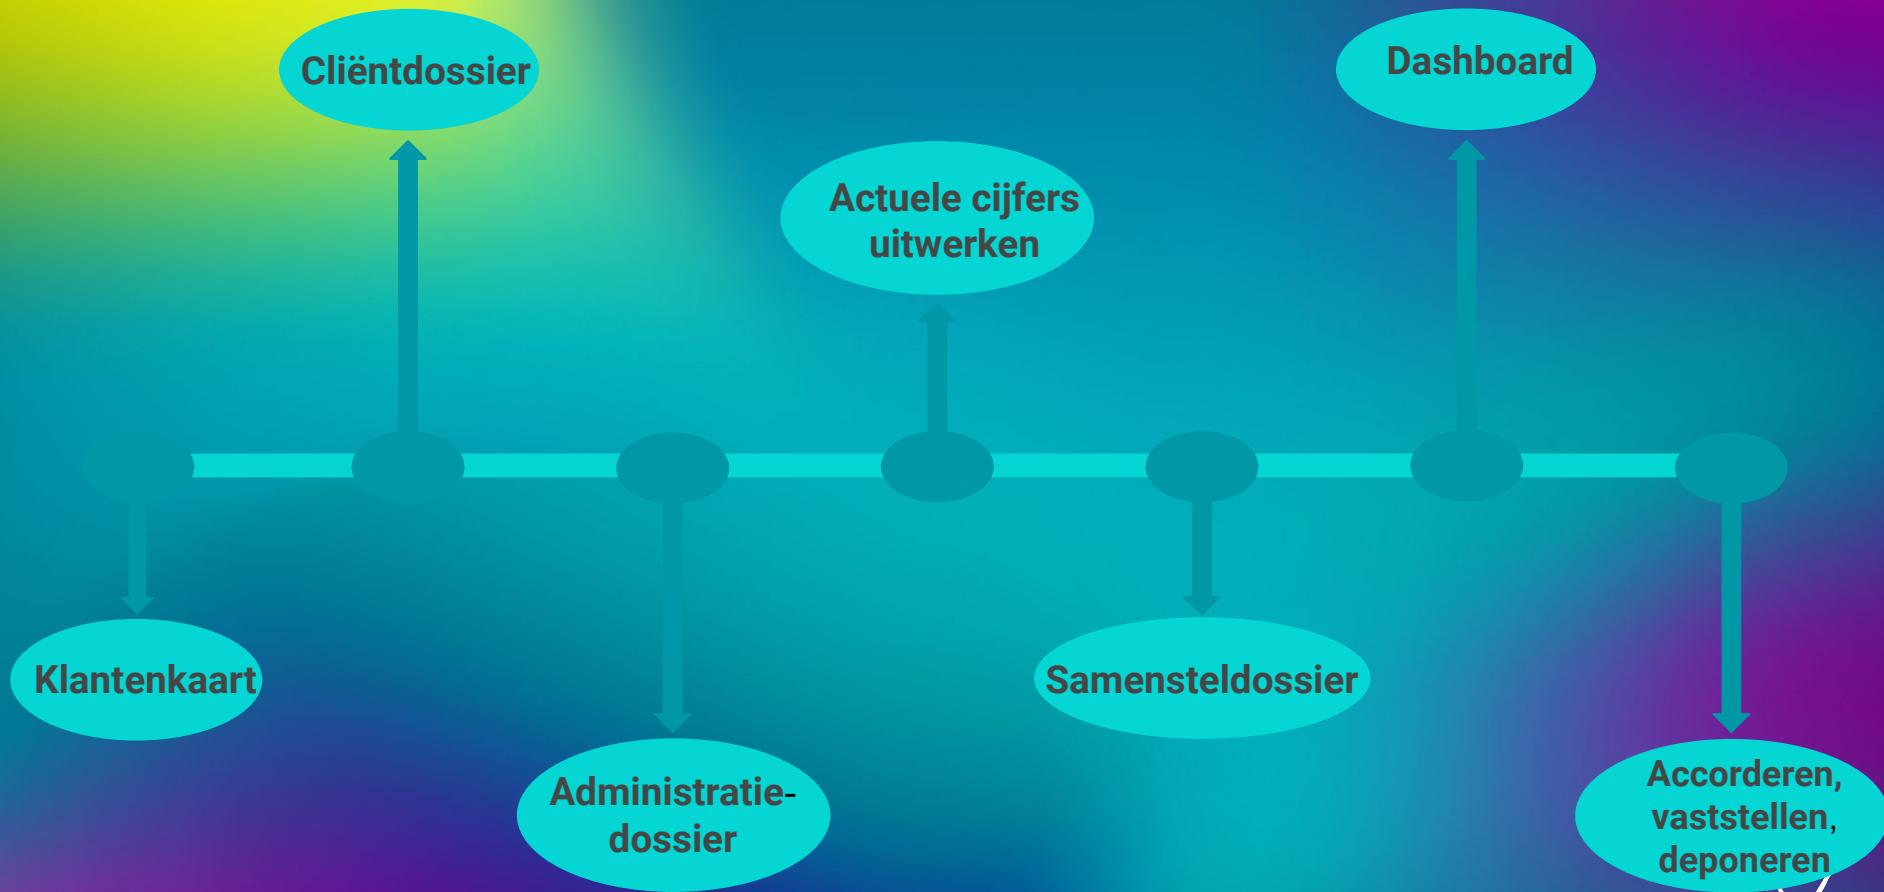 Cliëntdossier
Dashboard
Actuele cijfers
uitwerken
Klantenkaart
Samensteldossier
Administratie-
dossier
Accorderen,
vaststellen,
deponeren